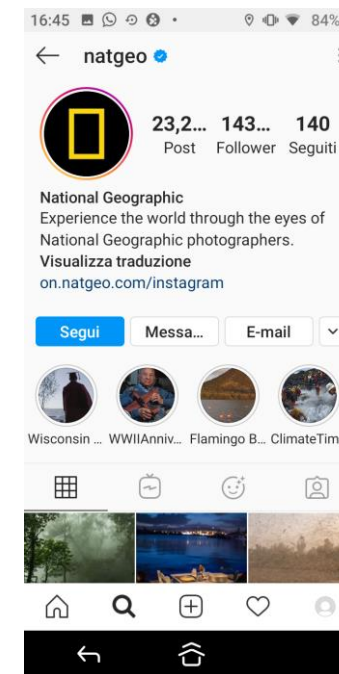 16:45 84%
natgeo
23,2... 143... 140
Post Follower Seguiti
National Geographic
Experience the world through the eyes of
National Geographic photographers.
Visualizza traduzione
on.natgeo.com/instagram
Segui Messa... E-mail
Wisconsin ... WWIIAnniv... Flamingo B... ClimateTim